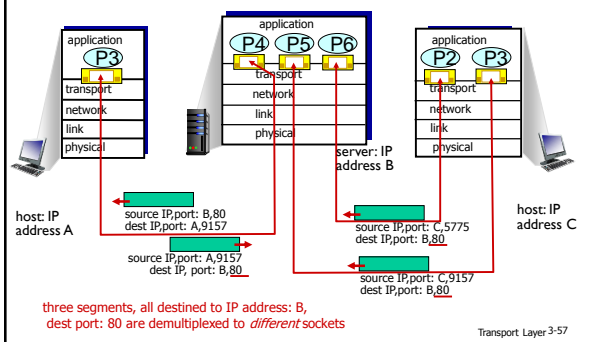 application
P3
transport
network
link
physical
host: IP
address A
application
P4 P5 P6
transport
network
link
physical
server: IP
address B
application
P2 P3
transport
network
link
physical
host: IP
address C
source IP,port: B,80
dest IP,port: A,9157
source IP,port: A,9157
dest IP, port: B,80
source IP,port: C,5775
dest IP,port: B,80
source IP,port: C,9157
dest IP,port: B,80
three segments, all destined to IP address: B,
dest port: 80 are demultiplexed to different sockets
Transport Layer 3-57